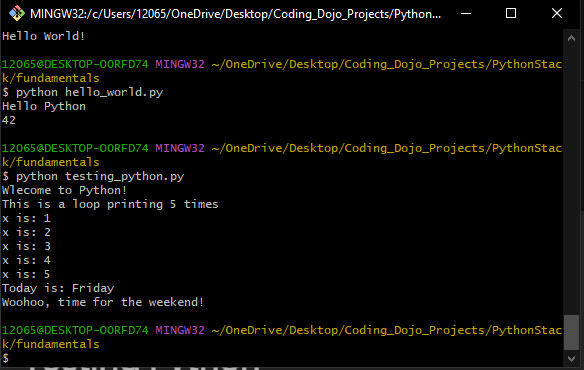 MINGW32:/c/Users/12065/OneDrive/Desktop/Coding_Dojo_Projects/Python...
Hello World!
12065@DESKTOP-OORFD74 MINGW32 ~/OneDrive/Desktop/Coding_Dojo_Projects/PythonStac
k/fundamentals
$ python hello_world.py
Hello Python
42
12065@DESKTOP-OORFD74 MINGW32 ~/OneDrive/Desktop/Coding_Dojo_Projects/PythonStac
k/fundamentals
$ python testing_python.py
Wlecome to Python!
This is a loop printing 5 times
x is: 1
x is: 2
x is: 3
x is: 4
x is: 5
Today is: Friday
Woohoo, time for the weekend!
12065@DESKTOP-OORFD74 MINGW32 ~/OneDrive/Desktop/Coding_Dojo_Projects/PythonStac
k/fundamentals
$